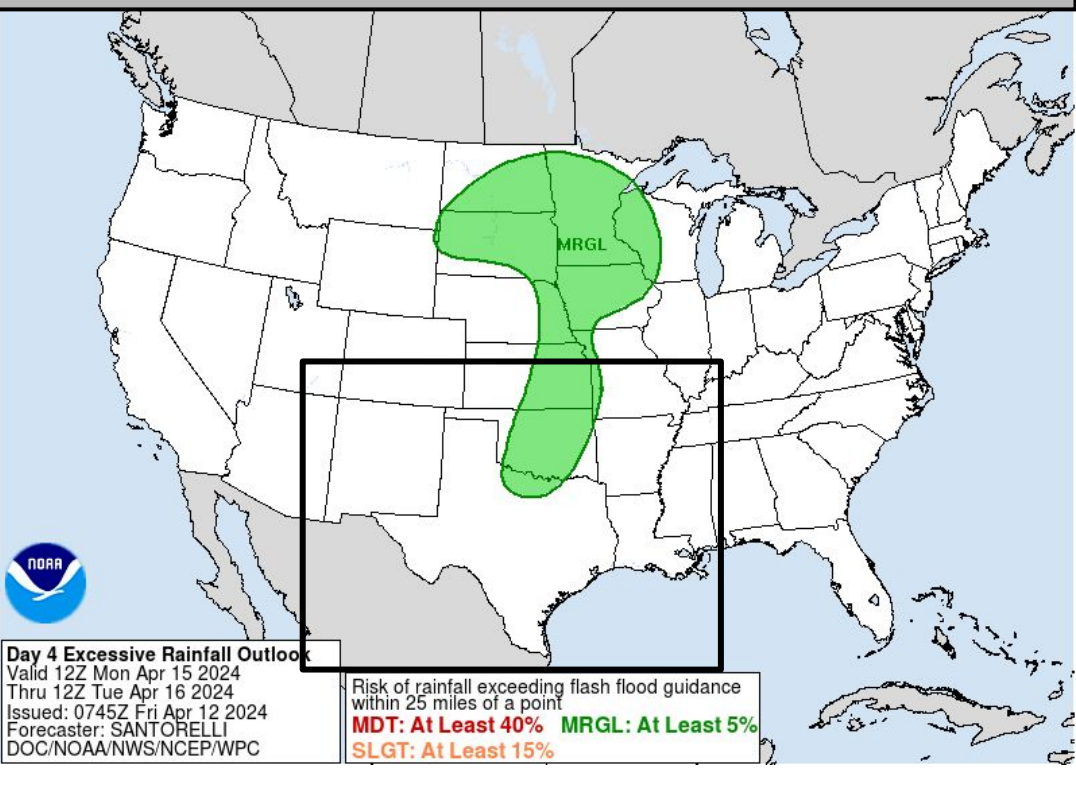 MRGL
NOAA
Day 4 Excessive Rainfall Outlook
Valid 12Z Mon Apr 15 2024
Thru 12Z Tue Apr 16 2024
Issued: 0745Z Fri Apr 12 2024
Forecaster: SANTORELLI
DOC/NOAA/NWS/NCEP/WPC
Risk of rainfall exceeding flash flood guidance
within 25 miles of a point
MDT: At Least 40% MRGL: At Least 5%
SLGT: At Least 15%